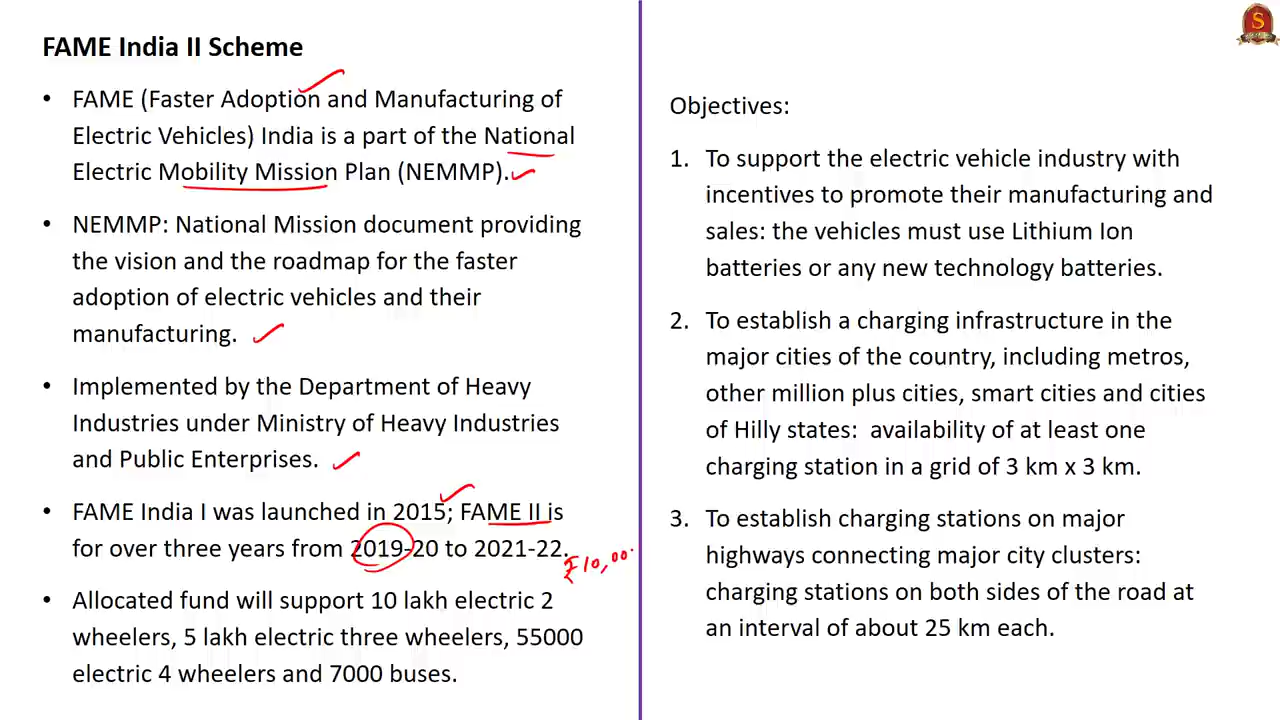 FAME India II Scheme
• FAME (Faster Adoption and Manufacturing of
Electric Vehicles) India is a part of the National
Electric Mobility Mission Plan (NEMMP).
• NEMMP: National Mission document providing
the vision and the roadmap for the faster
adoption of electric vehicles and their
manufacturing.
• Implemented by the Department of Heavy
Industries under Ministry of Heavy Industries
and Public Enterprises.
• FAME India I was launched in 2015; FAME II is
for over three years from 2019-20 to 2021-22.
₹10,00
• Allocated fund will support 10 lakh electric 2
wheelers, 5 lakh electric three wheelers, 55000
electric 4 wheelers and 7000 buses.
Objectives:
1. To support the electric vehicle industry with
incentives to promote their manufacturing and
sales: the vehicles must use Lithium Ion
batteries or any new technology batteries.
2. To establish a charging infrastructure in the
major cities of the country, including metros,
other million plus cities, smart cities and cities
of Hilly states: availability of at least one
charging station in a grid of 3 km x 3 km.
3. To establish charging stations on major
highways connecting major city clusters:
charging stations on both sides of the road at
an interval of about 25 km each.
S